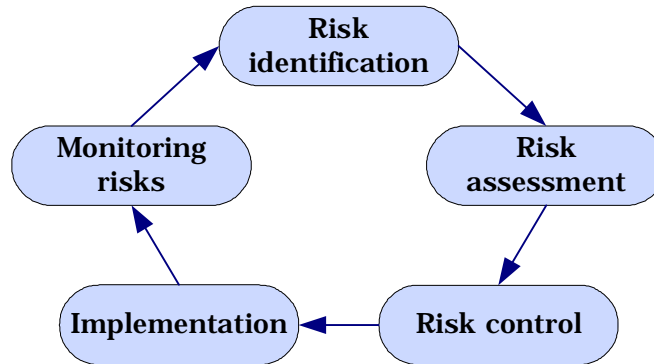 Risk
identification
Risk
assessment
Risk control
Implementation
Monitoring
risks